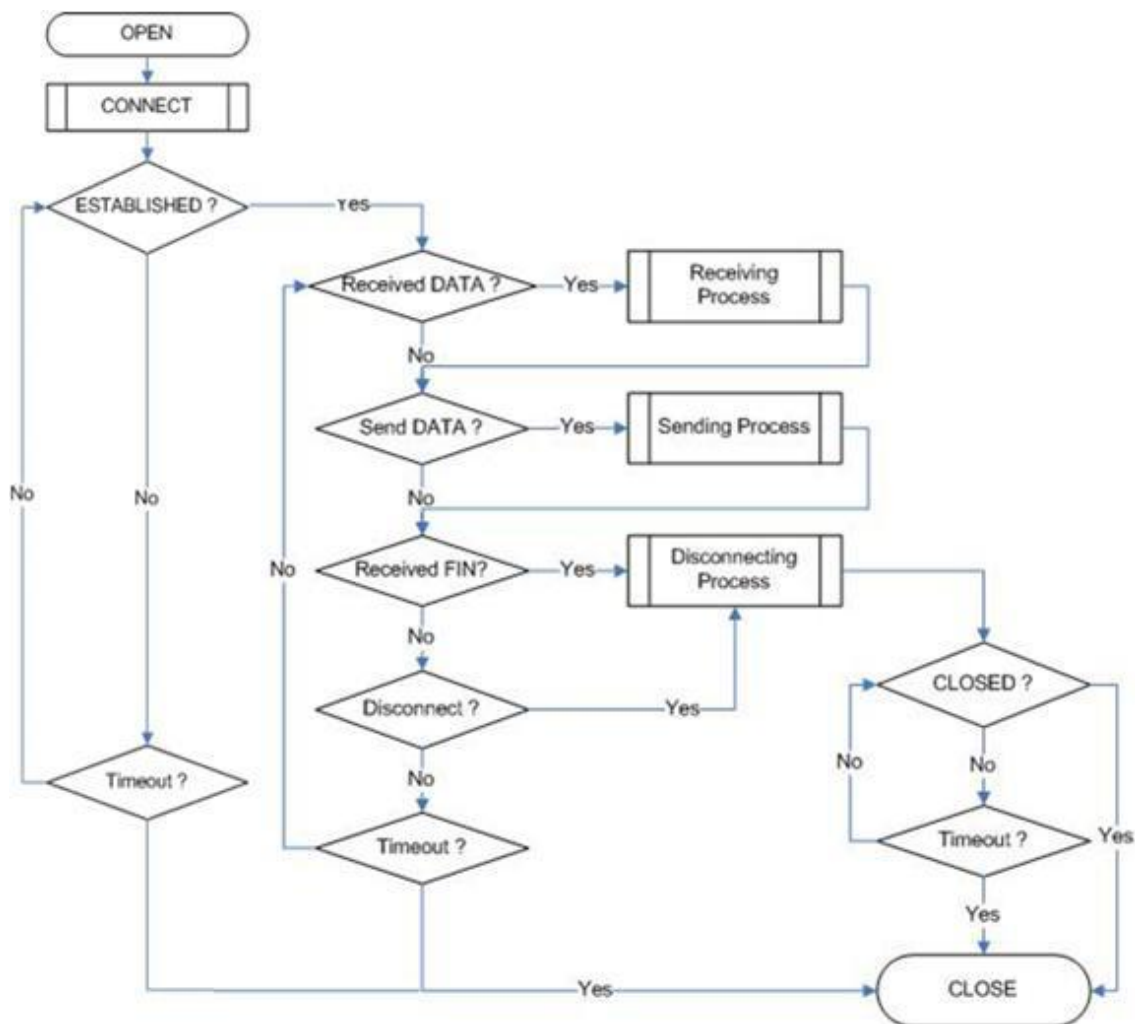 OPEN
CONNECT
ESTABLISHED ?
Yes
Received DATA ?
Yes
Receiving
Process
No
Send DATA ?
Yes
Sending Process
No
No
No
Received FIN?
Yes
Disconnecting
Process
No
No
Disconnect ?
Yes
CLOSED ?
No
No
Timeout ?
No
Timeout ?
Timeout ?
Yes
Yes
Yes
CLOSE